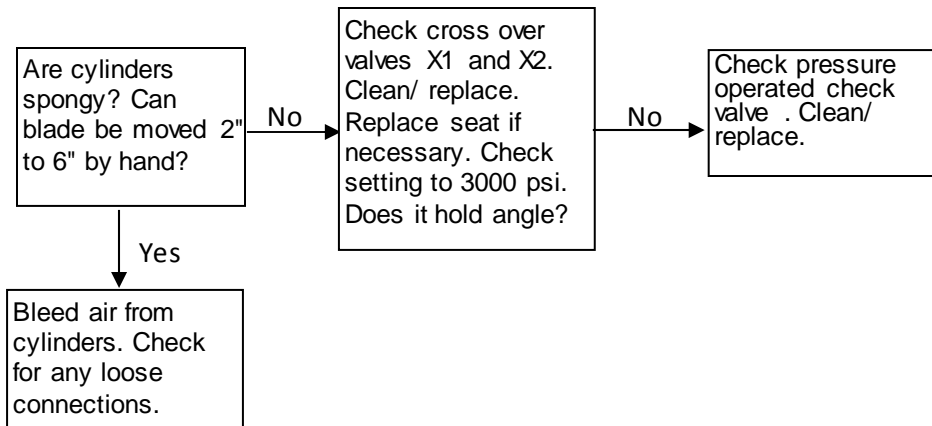 Are cylinders
spongy? Can
blade be moved 2"
to 6" by hand?
No
Check cross over
valves X1 and X2.
Clean/ replace.
Replace seat if
necessary. Check
setting to 3000 psi.
Does it hold angle?
No
Check pressure
operated check
valve . Clean/
replace.
Yes
Bleed air from
cylinders. Check
for any loose
connections.